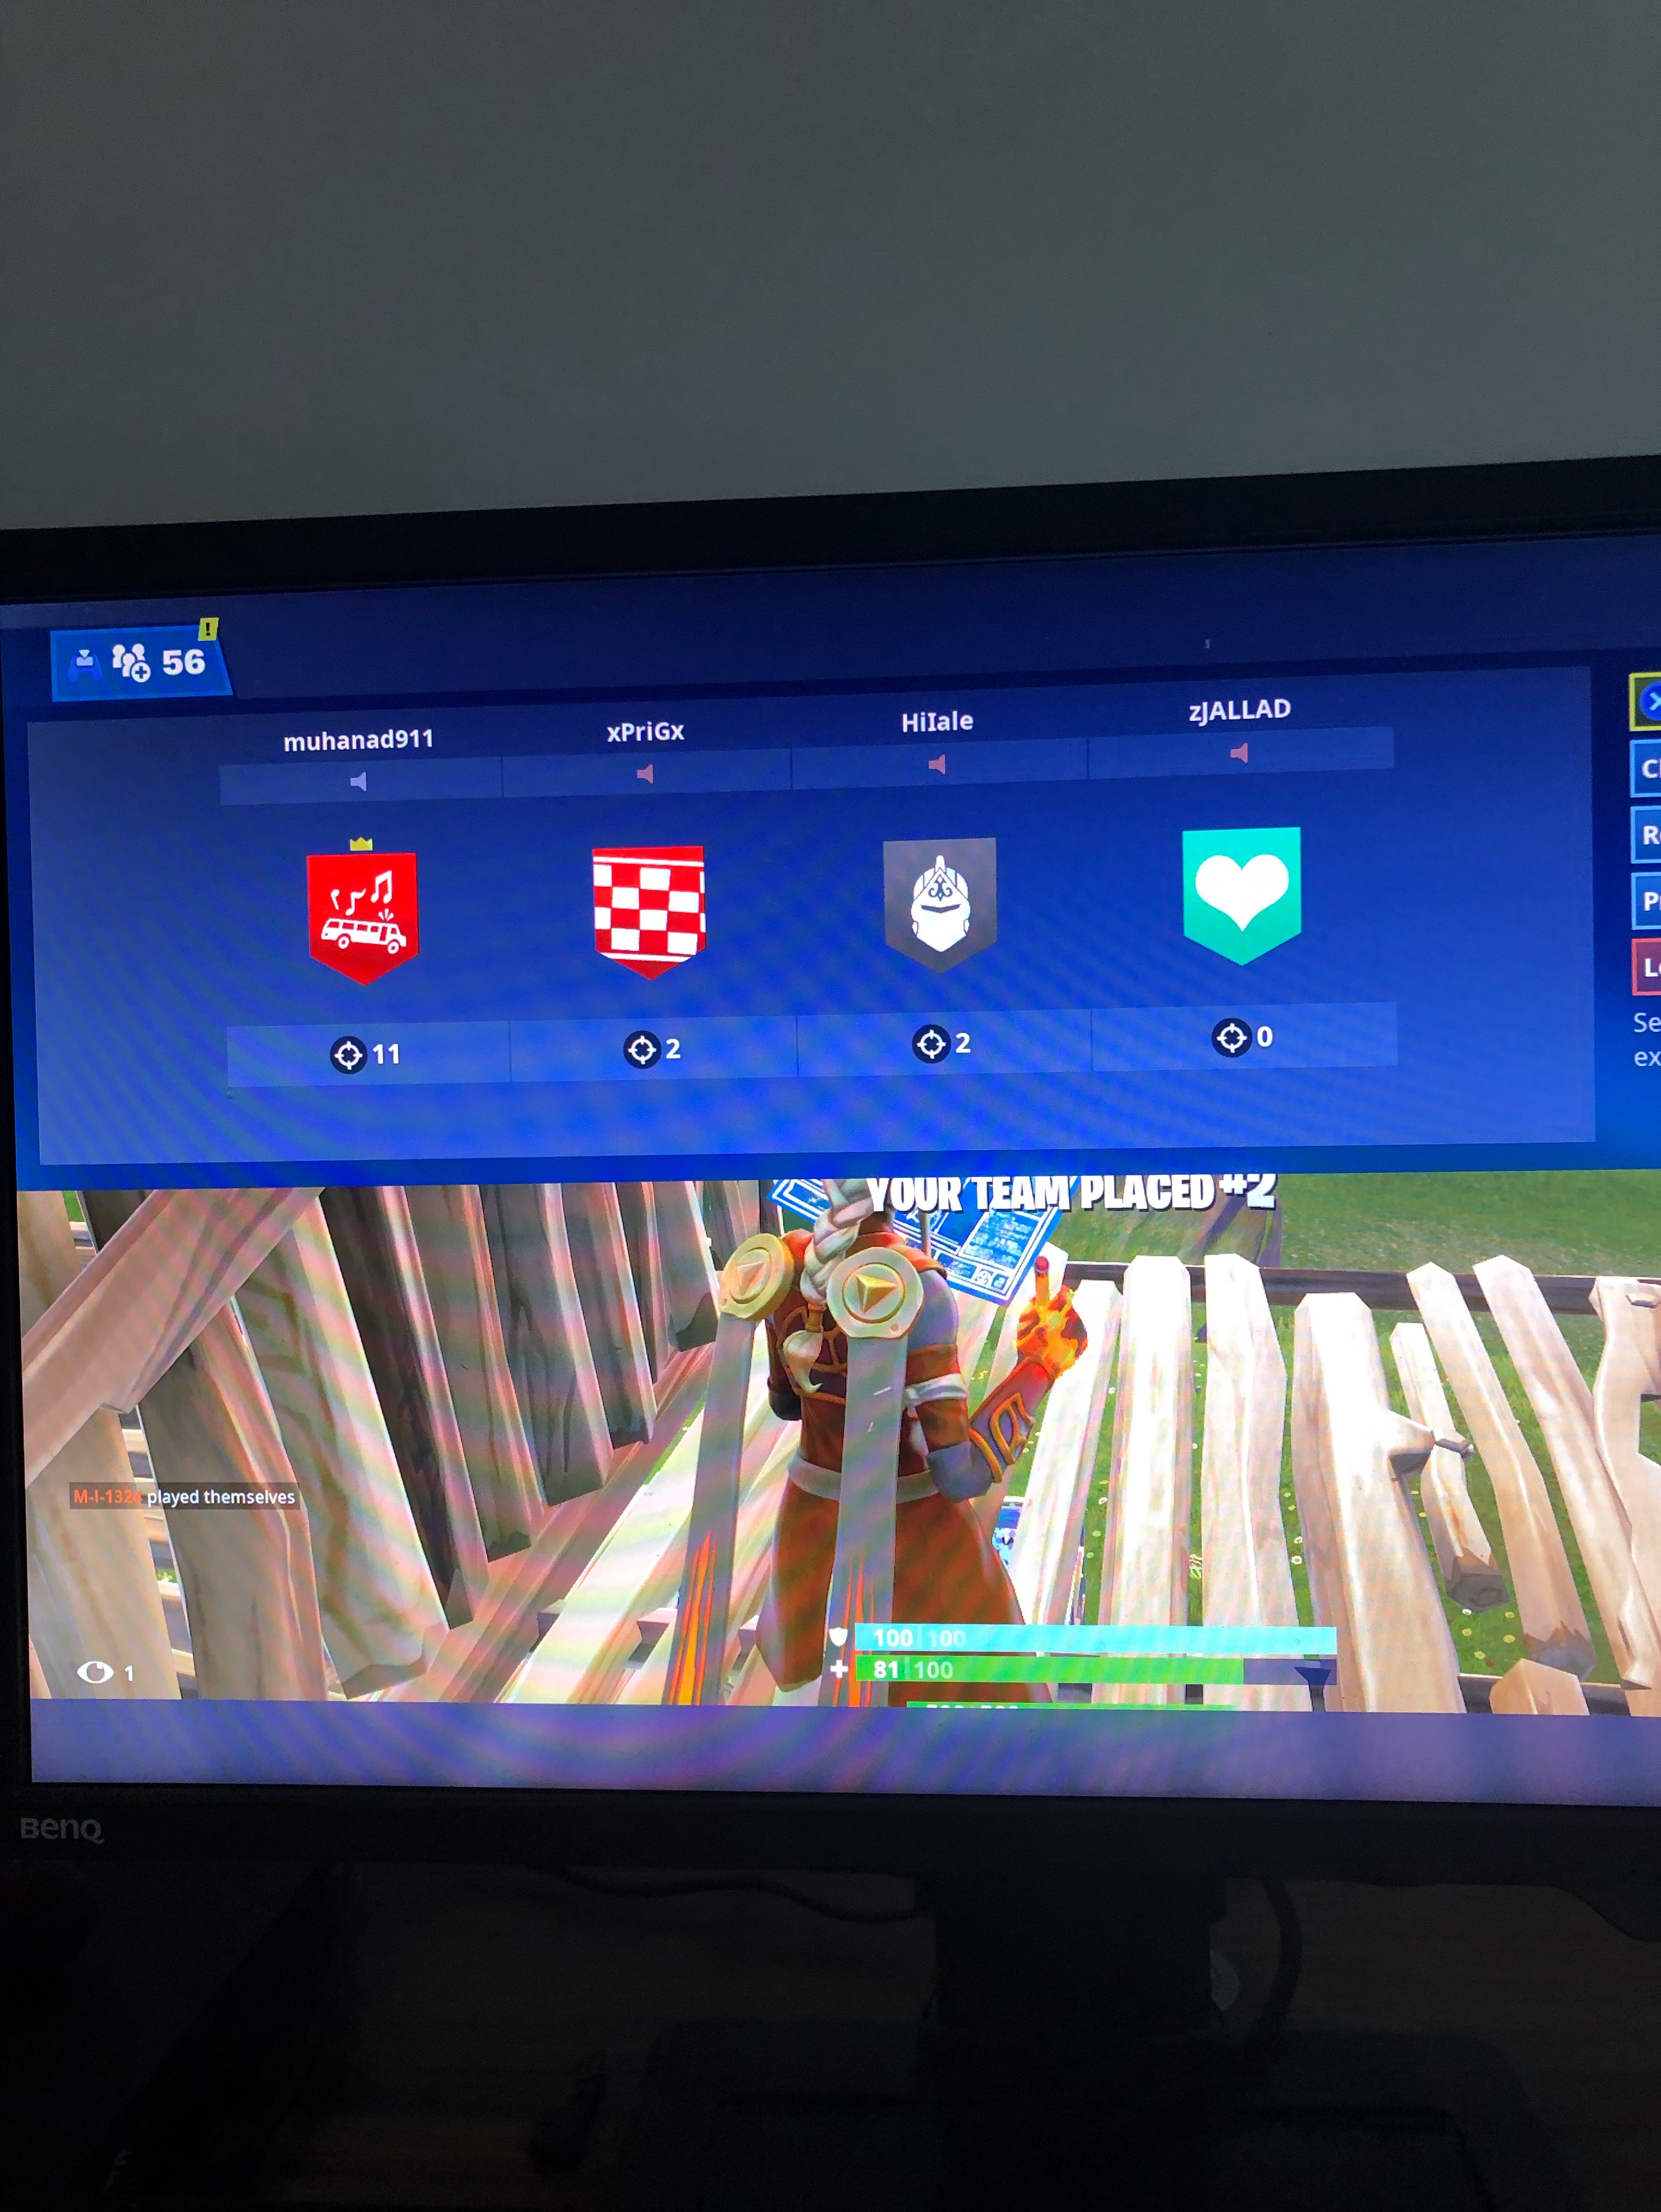 56
muhanad911
xPriGx
HiIale
zJALLAD
11
2
2
0
YOUR TEAM PLACED #2
M-I-1324 played themselves
100 | 100
81 | 100
1
BenQ